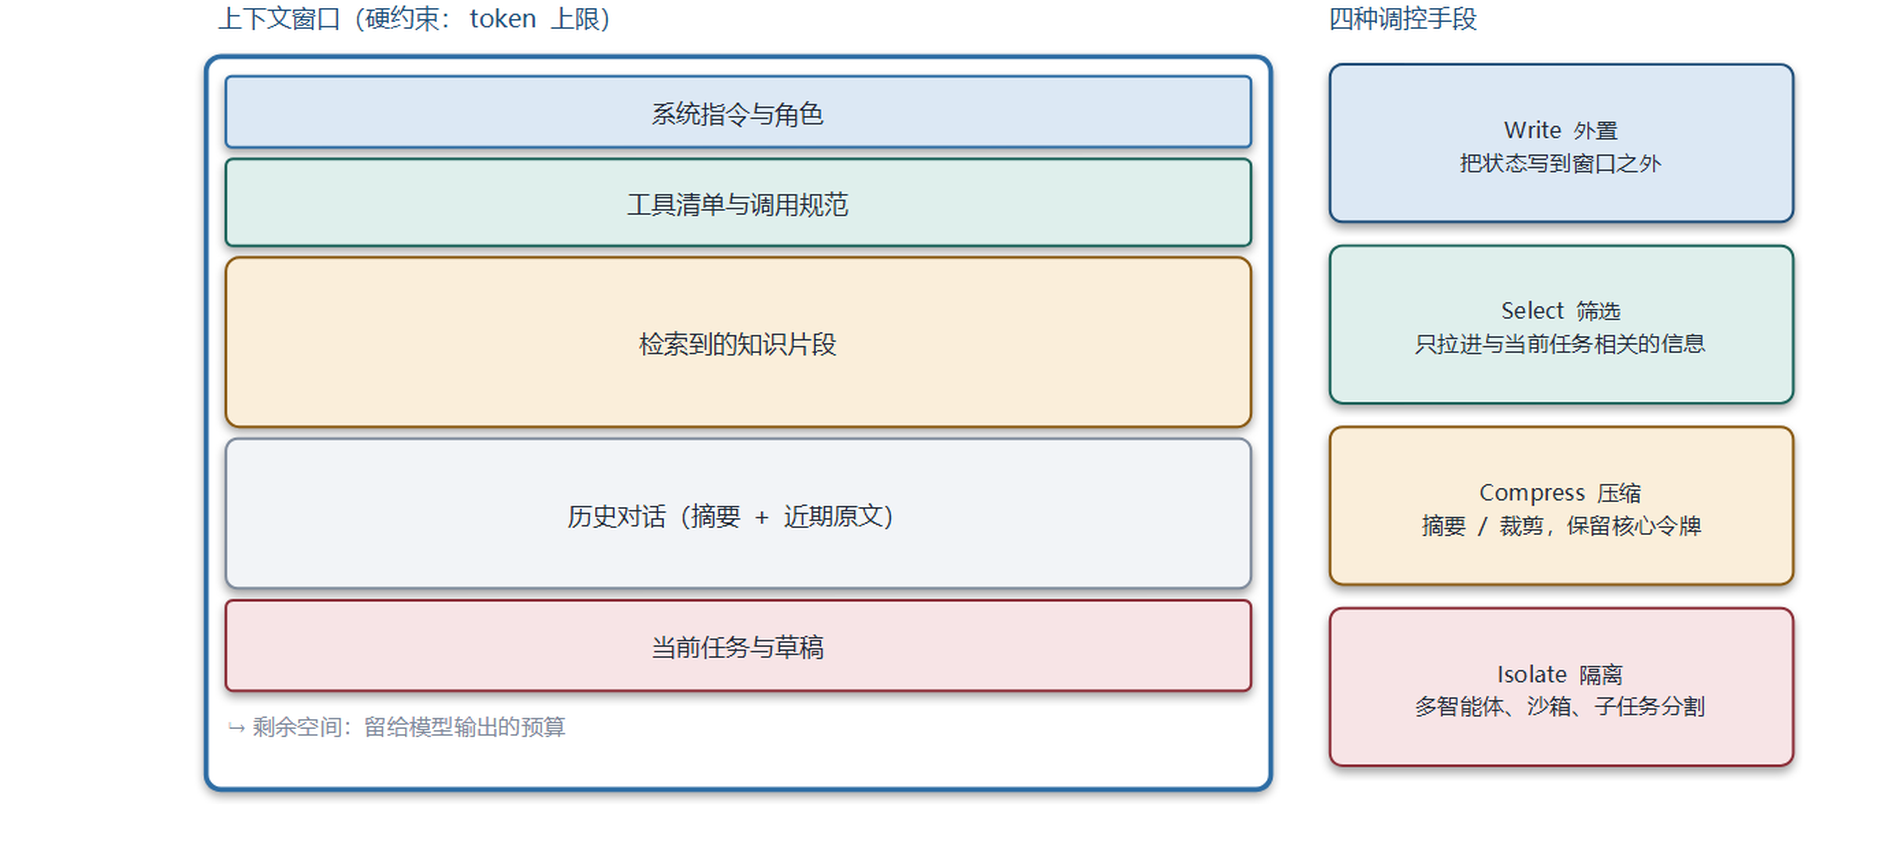 上下文窗口（硬约束： token 上限）
系统指令与角色
工具清单与调用规范
检索到的知识片段
历史对话（摘要 + 近期原文）
当前任务与草稿
↪ 剩余空间：留给模型输出的预算
四种调控手段
Write 外置
把状态写到窗口之外
Select 筛选
只拉进与当前任务相关的信息
Compress 压缩
摘要 / 裁剪，保留核心令牌
Isolate 隔离
多智能体、沙箱、子任务分割